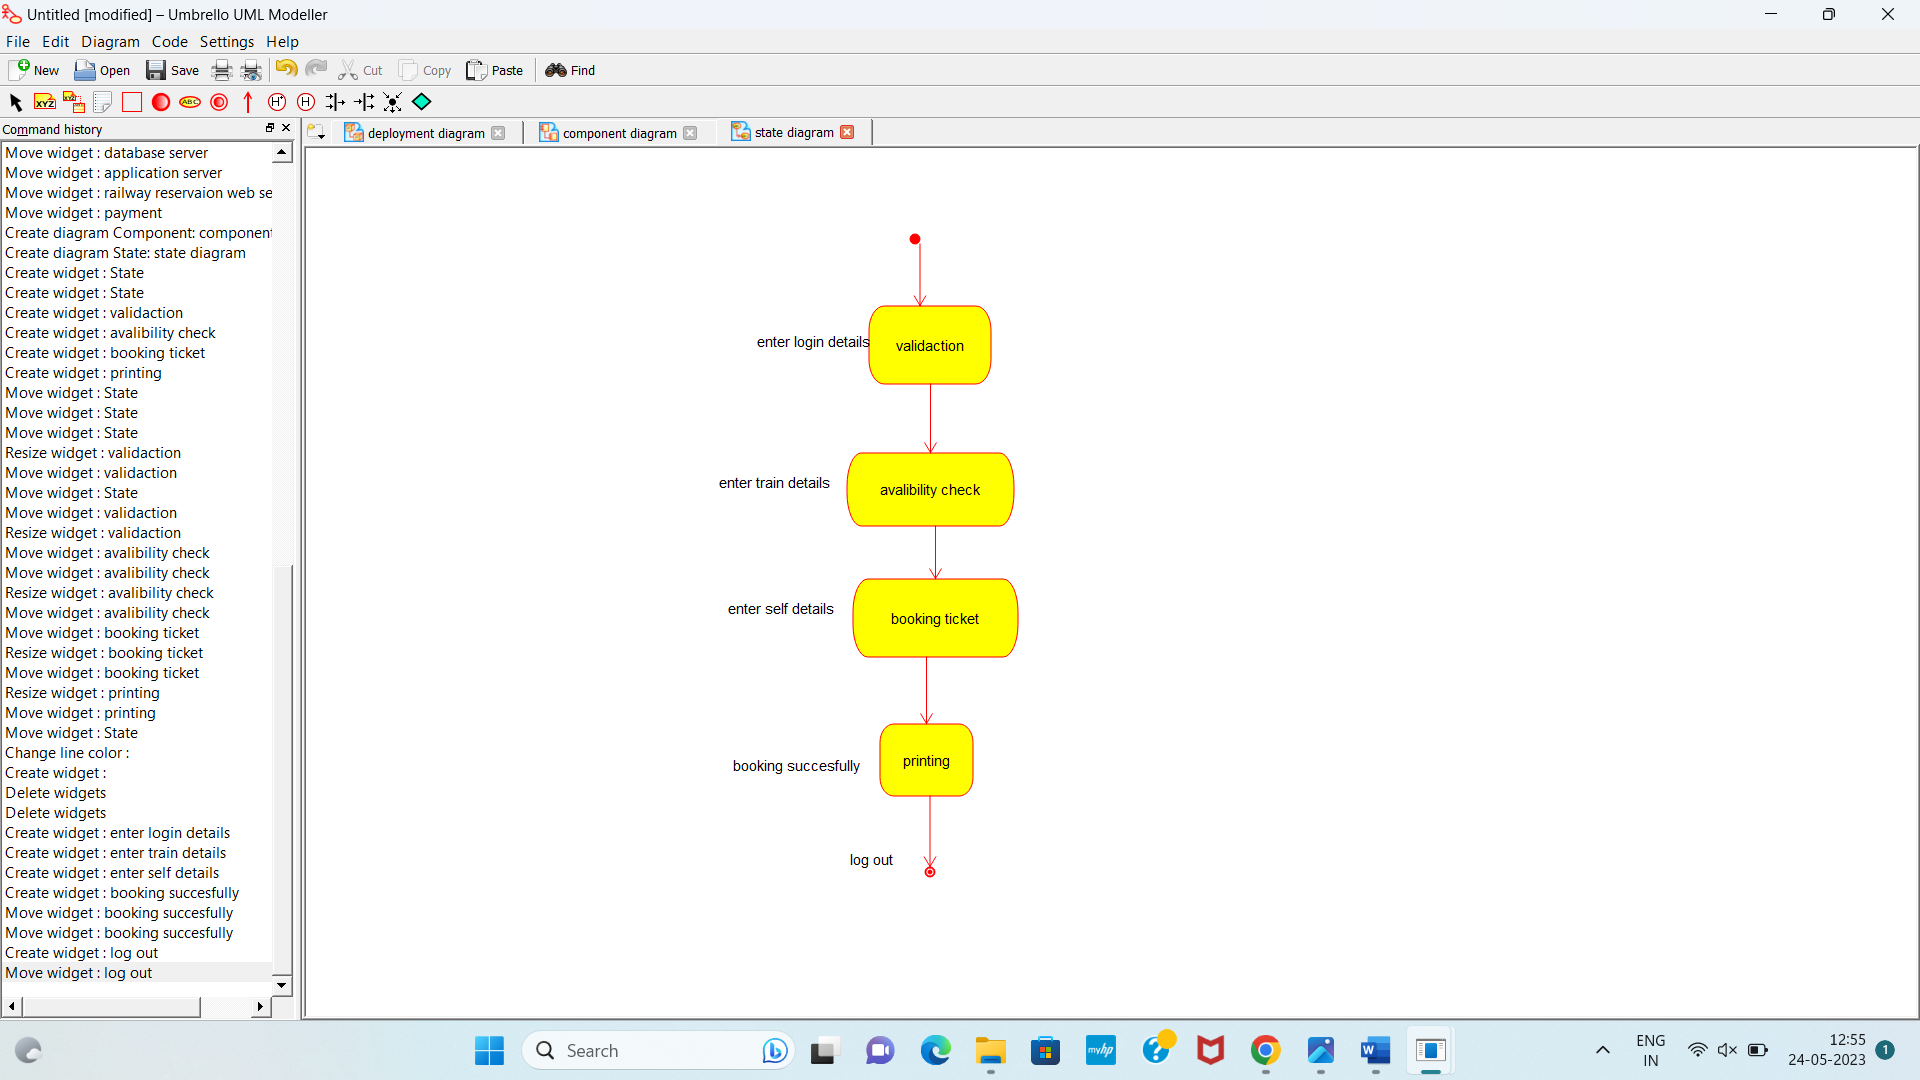 Untitled [modified] – Umbrello UML Modeller
File Edit Diagram Code Settings Help
New Open Save Cut Copy Paste Find
XYZ XYZ ABC H* H
Command history
deployment diagram component diagram state diagram
Move widget : database server
Move widget : application server
Move widget : railway reservaion web se
Move widget : payment
Create diagram Component: component
Create diagram State: state diagram
Create widget : State
Create widget : State
Create widget : validaction
Create widget : avalibility check
Create widget : booking ticket
Create widget : printing
Move widget : State
Move widget : State
Move widget : State
Resize widget : validaction
Move widget : validaction
Move widget : State
Move widget : validaction
Resize widget : validaction
Move widget : avalibility check
Move widget : avalibility check
Resize widget : avalibility check
Move widget : avalibility check
Move widget : booking ticket
Resize widget : booking ticket
Move widget : booking ticket
Resize widget : printing
Move widget : printing
Move widget : State
Change line color :
Create widget :
Delete widgets
Delete widgets
Create widget : enter login details
Create widget : enter train details
Create widget : enter self details
Create widget : booking succesfully
Move widget : booking succesfully
Move widget : booking succesfully
Create widget : log out
Move widget : log out
enter login details
validaction
enter train details
avalibility check
enter self details
booking ticket
booking succesfully
printing
log out
Search
myhp
W
ENG
IN
12:55
24-05-2023
1